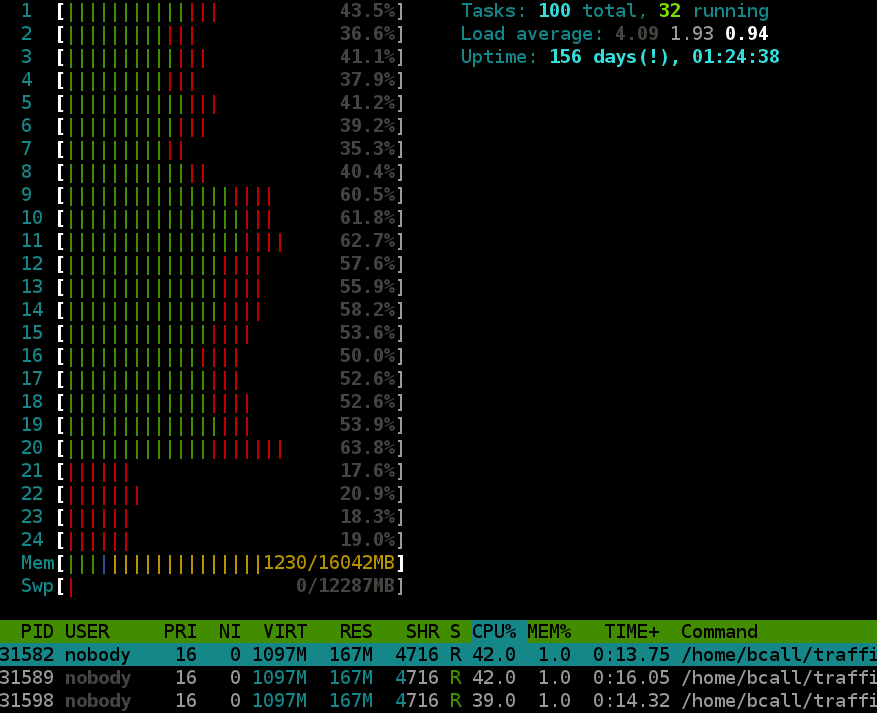 1 [ 43.5%] Tasks: 100 total, 32 running
2 [ 36.6%] Load average: 4.09 1.93 0.94
3 [ 41.1%] Uptime: 156 days(!), 01:24:38
4 [ 37.9%]
5 [ 41.2%]
6 [ 39.2%]
7 [ 35.3%]
8 [ 40.4%]
9 [ 60.5%]
10 [ 61.8%]
11 [ 62.7%]
12 [ 57.6%]
13 [ 55.9%]
14 [ 58.2%]
15 [ 53.6%]
16 [ 50.0%]
17 [ 52.6%]
18 [ 52.6%]
19 [ 53.9%]
20 [ 63.8%]
21 [ 17.6%]
22 [ 20.9%]
23 [ 18.3%]
24 [ 19.0%]
Mem[ 1230/16042MB]
Swp[ 0/12287MB]
PID USER PRI NI VIRT RES SHR S CPU% MEM% TIME+ Command
31582 nobody 16 0 1097M 167M 4716 R 42.0 1.0 0:13.75 /home/bcall/traffi
31589 nobody 16 0 1097M 167M 4716 R 42.0 1.0 0:16.05 /home/bcall/traffi
31598 nobody 16 0 1097M 167M 4716 R 39.0 1.0 0:14.32 /home/bcall/traffi